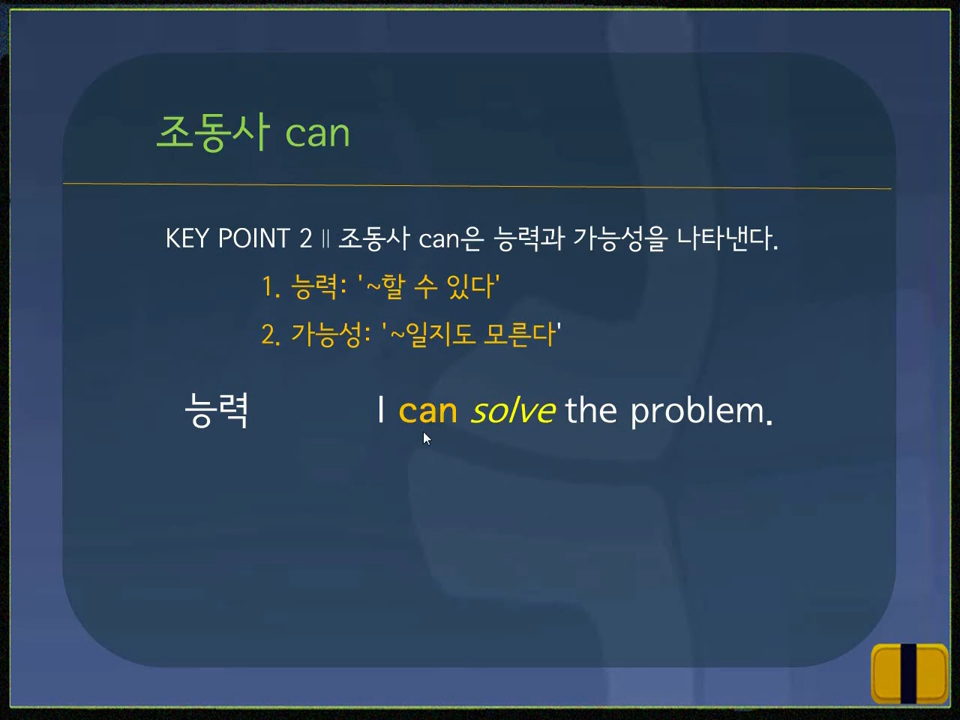 조동사 can
KEY POINT 2 || 조동사 can은 능력과 가능성을 나타낸다.
1. 능력: '~할 수 있다'
2. 가능성: '~일지도 모른다'
능력 I can solve the problem.